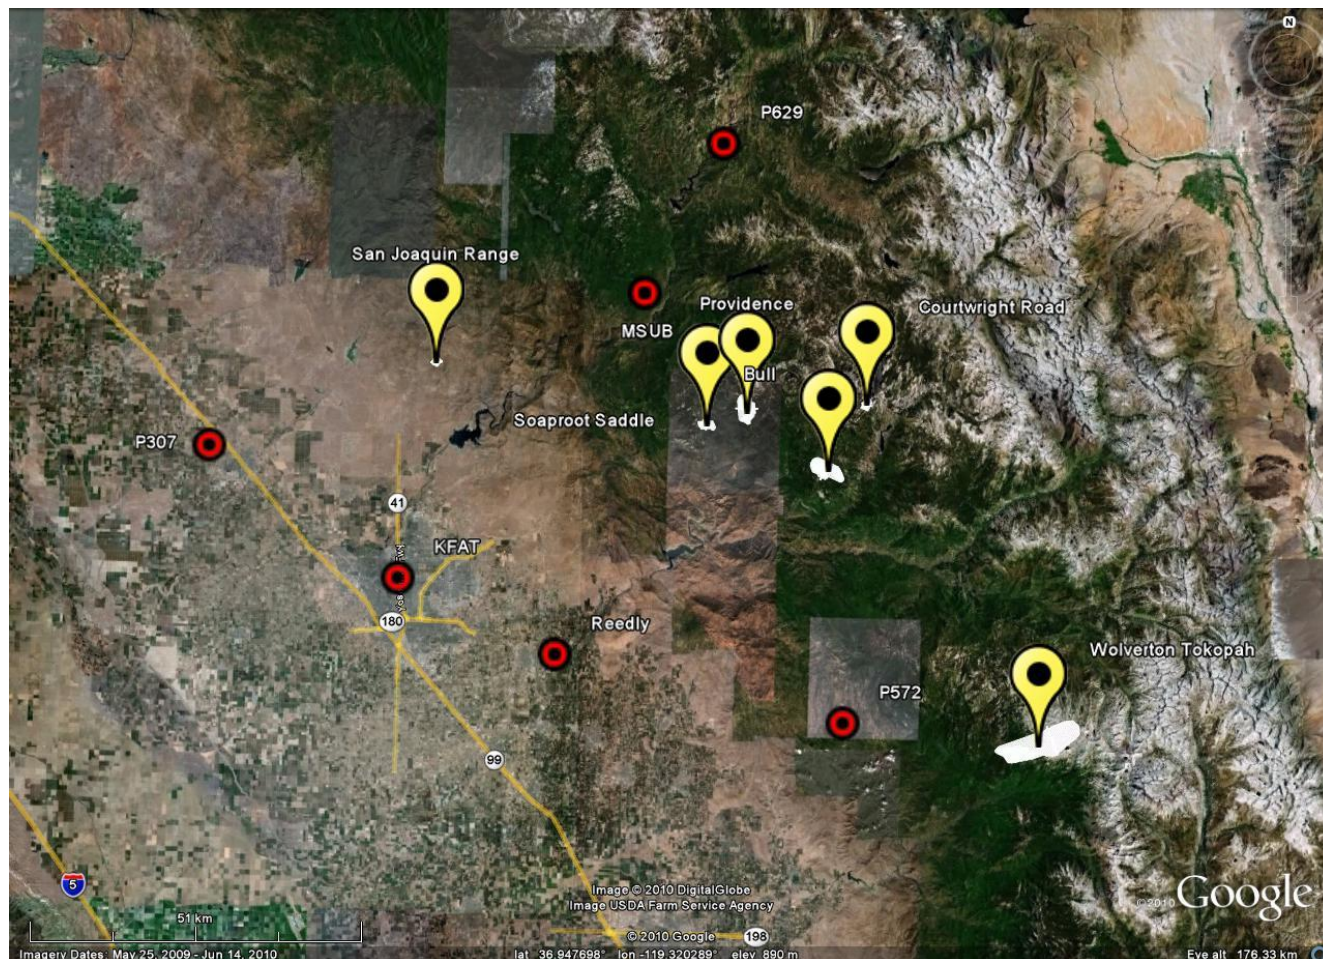 N
P629
San Joaquin Range
Providence
Courtwright Road
MSUB
Bull
Soaproot Saddle
P307
41
KFAT
180
Reedly
Wolverton Tokopah
P572
99
5
Image © 2010 DigitalGlobe
Image USDA Farm Service Agency
©2010 Google
51 km
© 2010 Google
198
Imagery Dates: May 25, 2009 - Jun 14, 2010
lat 36.947698° lon -119.320289° elev 890 m
Eye alt 176.33 km